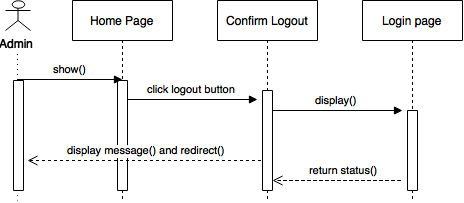 Home Page
Confirm Logout
Login page
Admin
show()
click logout button
display()
display message() and redirect()
return status()